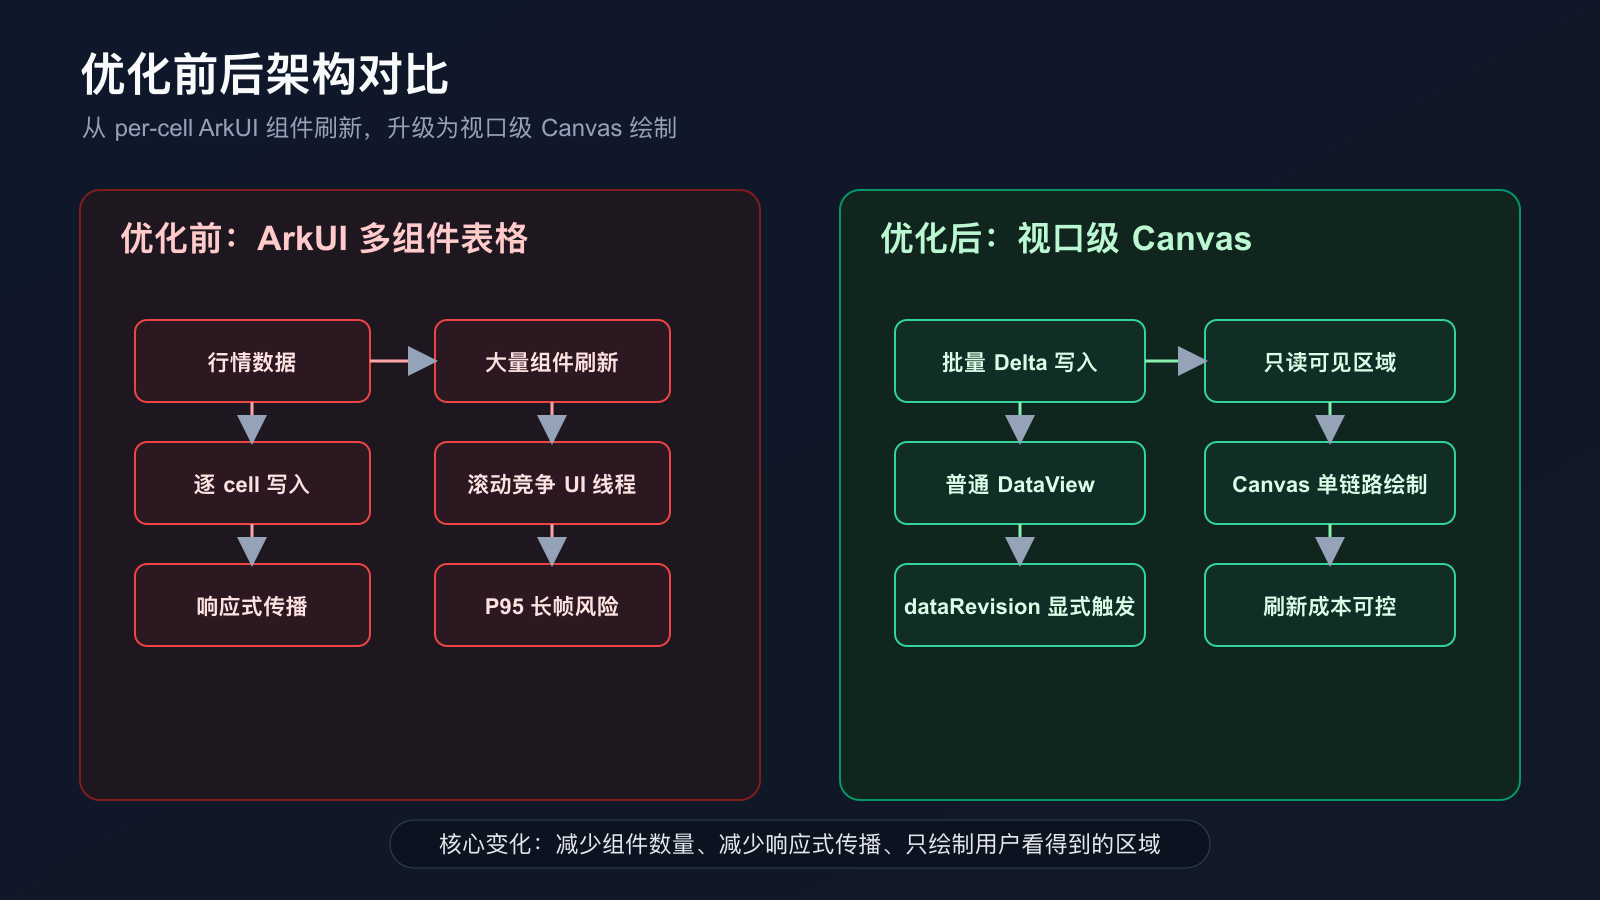 优化前后架构对比
从 per-cell ArkUI 组件刷新，升级为视口级 Canvas 绘制
优化前：ArkUI 多组件表格
行情数据
大量组件刷新
逐 cell 写入
滚动竞争 UI 线程
响应式传播
P95 长帧风险
优化后：视口级 Canvas
批量 Delta 写入
只读可见区域
普通 DataView
Canvas 单链路绘制
dataRevision 显式触发
刷新成本可控
核心变化：减少组件数量、减少响应式传播、只绘制用户看得到的区域